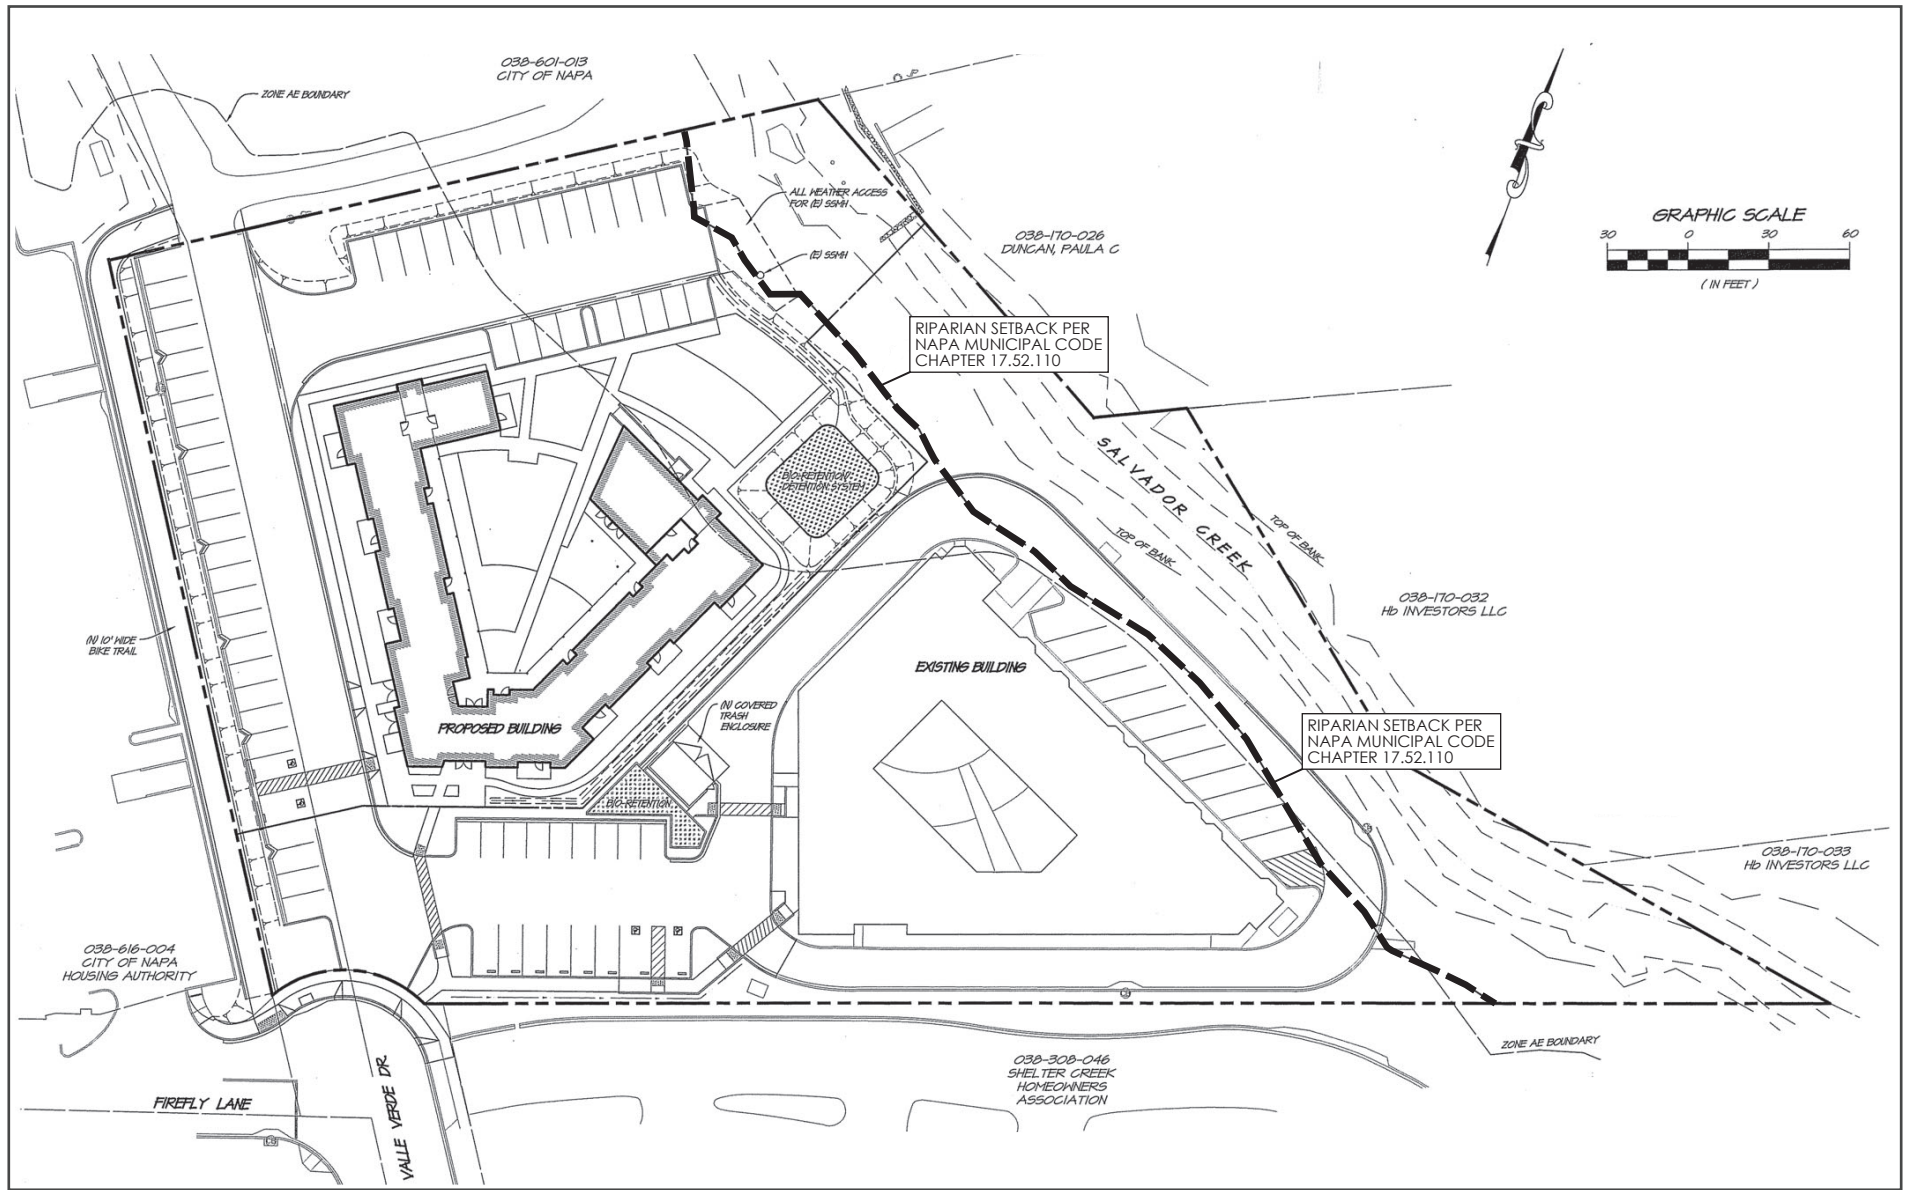 038-601-013
CITY OF NAPA
ZONE AE BOUNDARY
JP
ALL WEATHER ACCESS
FOR (E) SSMH
(E) SSMH
038-170-026
DUNCAN, PAULA C
GRAPHIC SCALE
30 0 30 60
( IN FEET )
RIPARIAN SETBACK PER
NAPA MUNICIPAL CODE
CHAPTER 17.52.110
SALVADOR CREEK
TOP OF BANK
TOP OF BANK
BIO-RETENTION/
DETENTION SYSTEM
038-170-032
Hb INVESTORS LLC
(N) 10' WIDE
BIKE TRAIL
EXISTING BUILDING
PROPOSED BUILDING
(N) COVERED
TRASH
ENCLOSURE
RIPARIAN SETBACK PER
NAPA MUNICIPAL CODE
CHAPTER 17.52.110
BIO-RETENTION
038-170-033
Hb INVESTORS LLC
038-616-004
CITY OF NAPA
HOUSING AUTHORITY
ZONE AE BOUNDARY
038-308-046
SHELTER CREEK
HOMEOWNERS
ASSOCIATION
FIREFLY LANE
VALLE VERDE DR